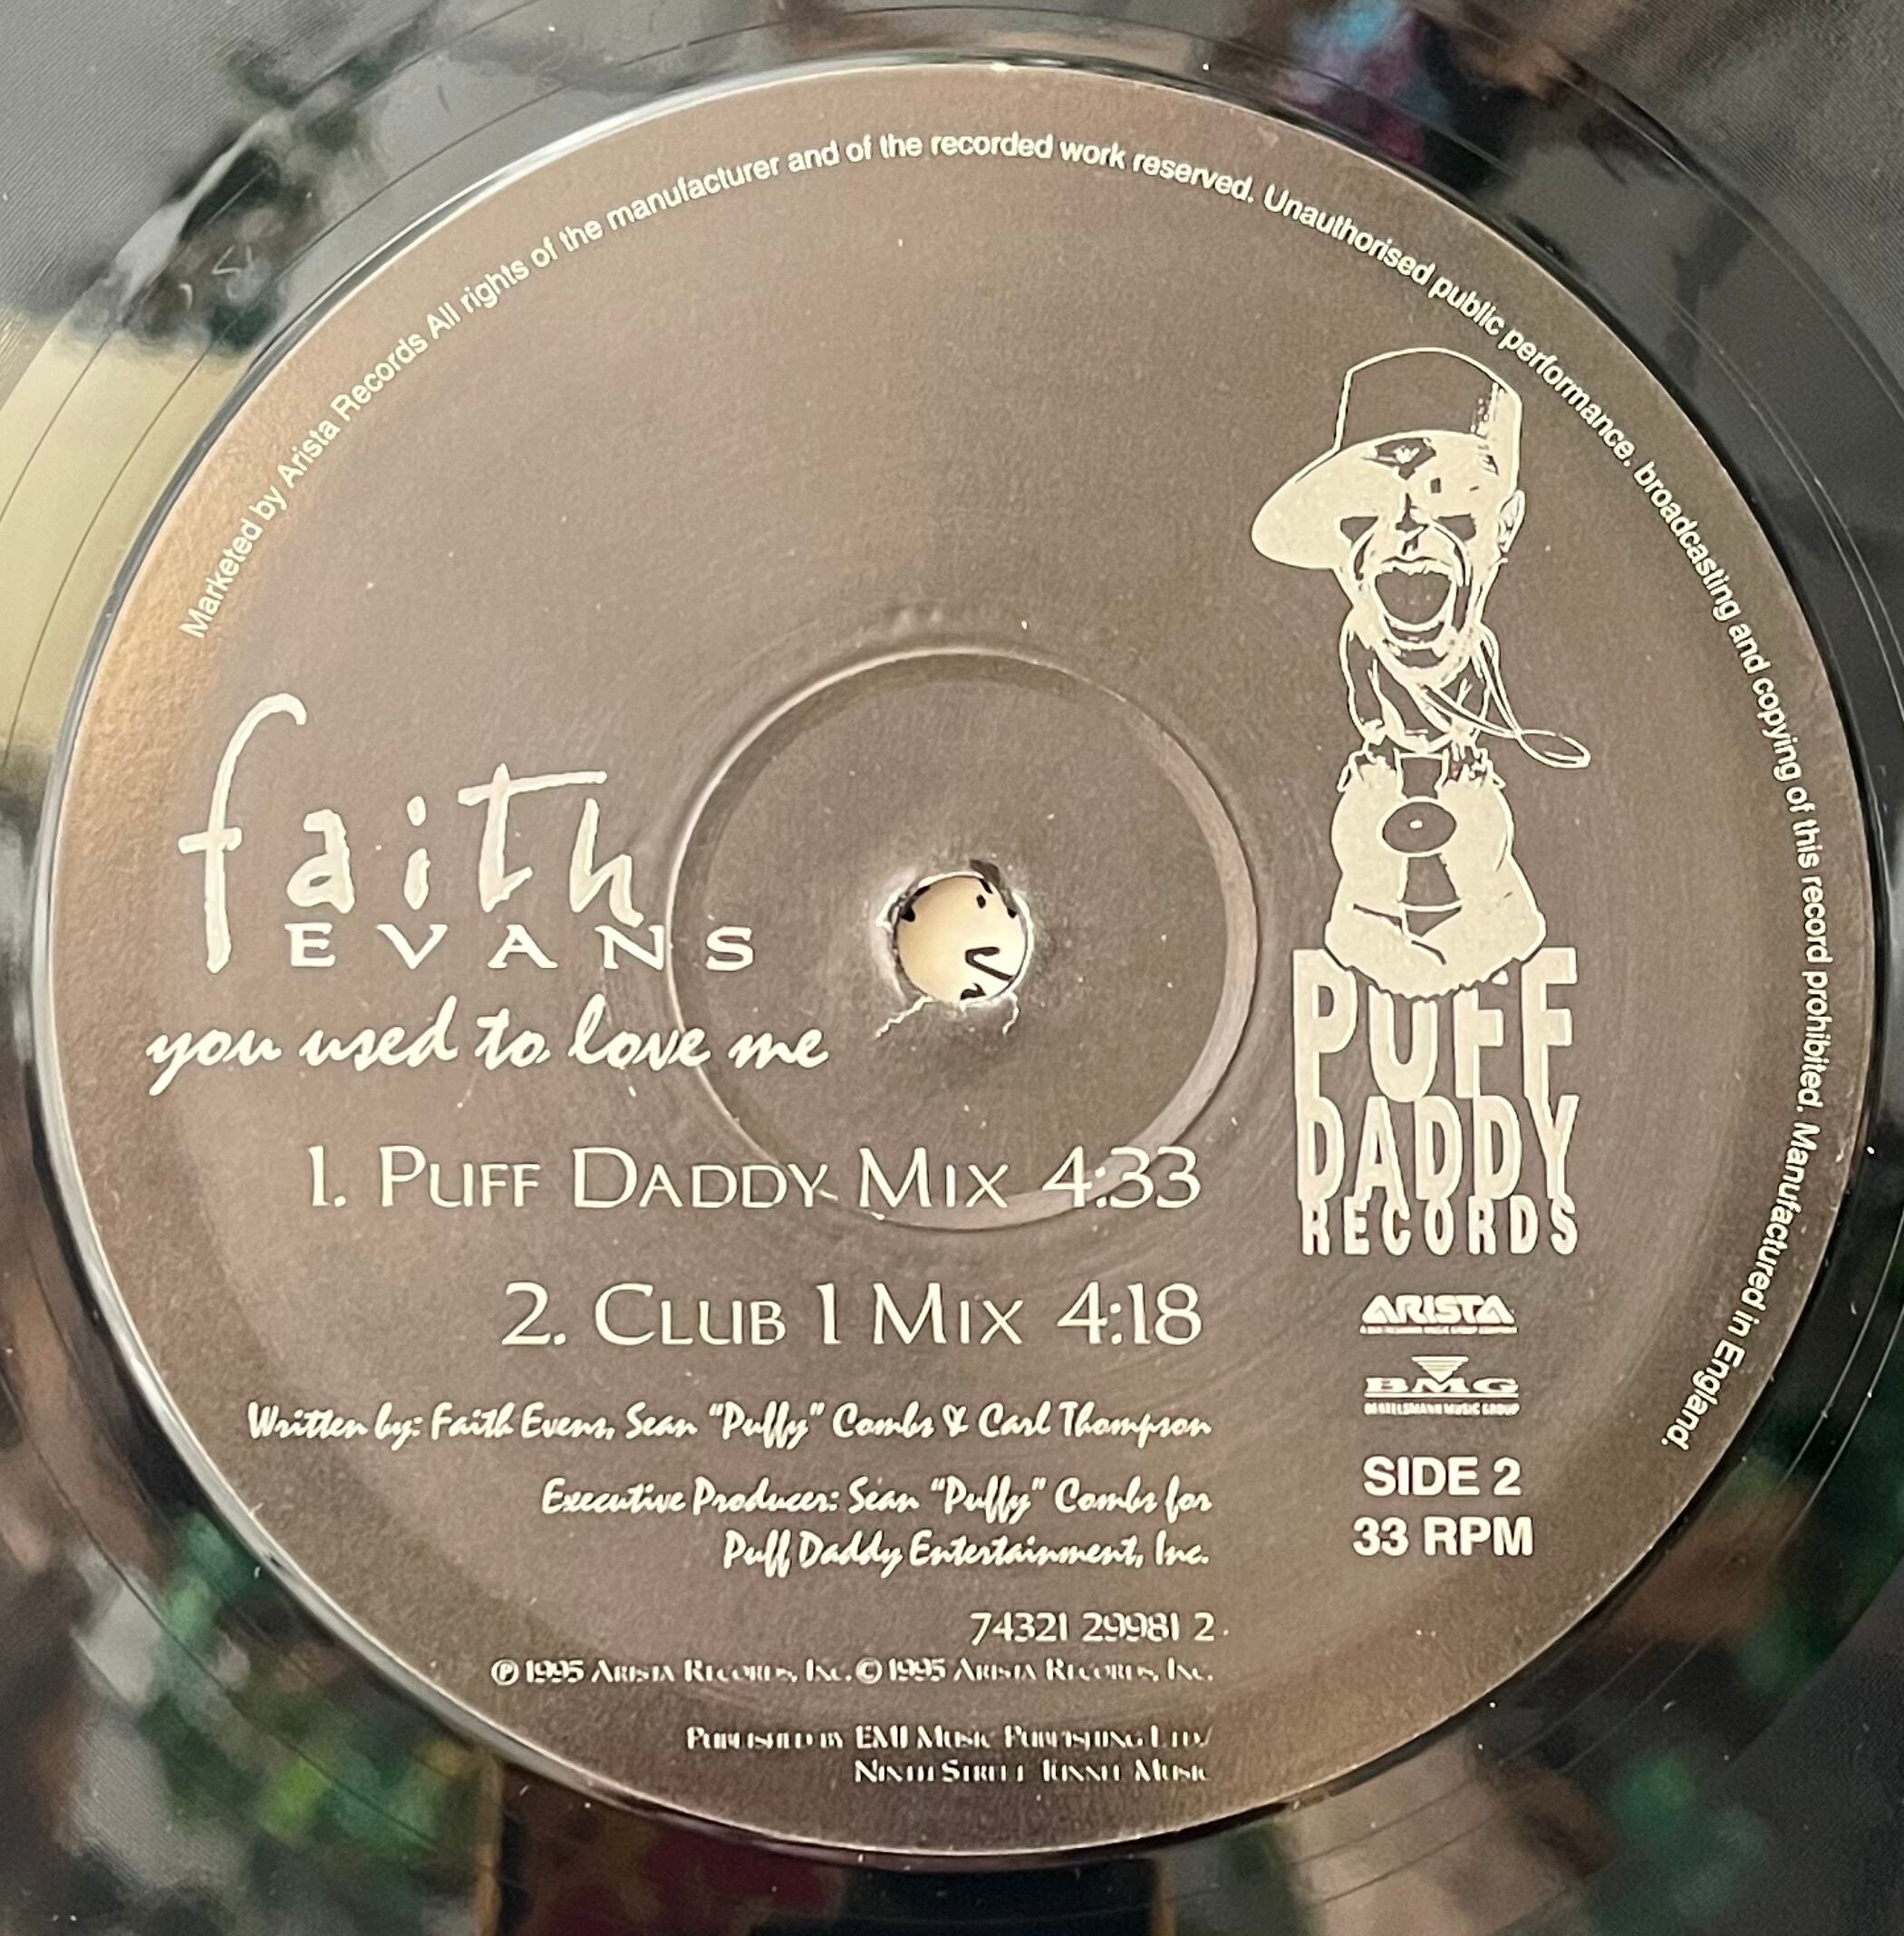 Marketed by Arista Records All rights of the manufacturer and of the recorded work reserved. Unauthorised public performance. broadcasting and copying of this record prohibited. Manufactured in England.
faith
EVANS
you used to love me
1. PUFF DADDY MIX 4:33
2. CLUB 1 MIX 4:18
Written by: Faith Evens, Sean "Puffy" Combs & Carl Thompson
Executive Producer: Sean "Puffy" Combs for
Puff Daddy Entertainment, Inc.
74321 29981 2
℗ 1995 ARISTA RECORDS, INC. © 1995 ARISTA RECORDS, INC.
PUBLISHED BY EMI MUSIC PUBLISHING LTD/
NINTH STREET TUNNEL MUSIC
PUFF
DADDY
RECORDS
ARISTA
BMG
BERTELSMANN MUSIC GROUP
SIDE 2
33 RPM